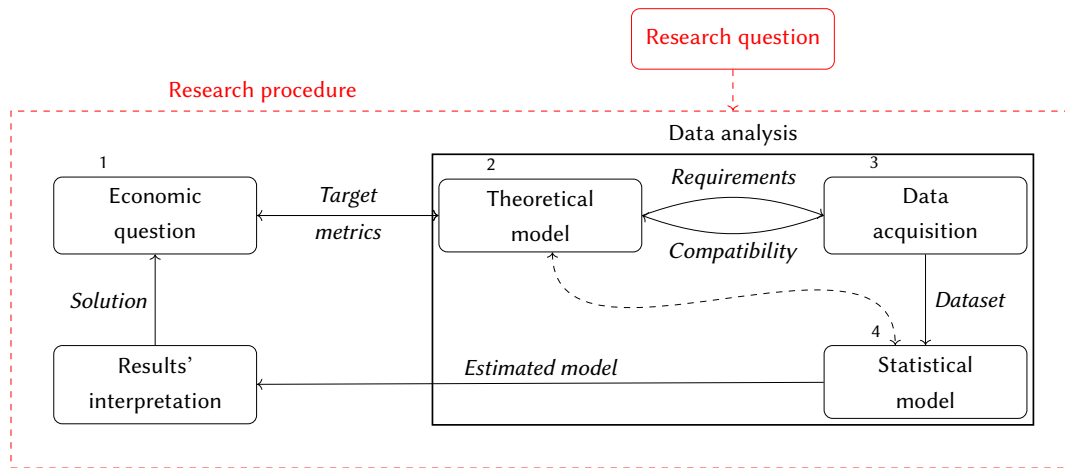 Research question
Research procedure
Data analysis
1
Economic
question
Target
metrics
2
Theoretical
model
Requirements
Compatibility
3
Data
acquisition
Solution
Dataset
4
Results’
interpretation
Estimated model
Statistical
model